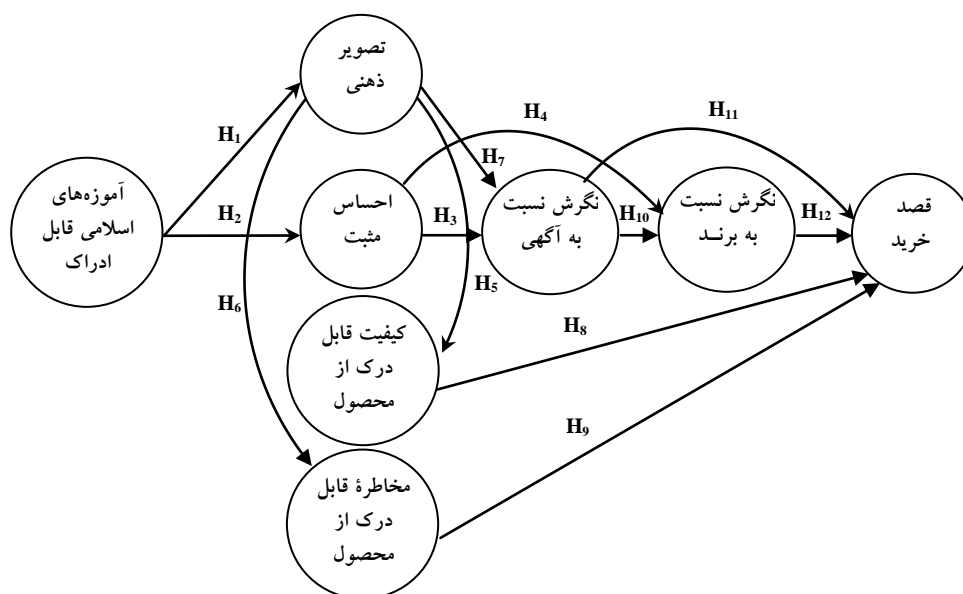 تصویر
ذهنی
H4
H11
H1
H7
آموزه‌های
اسلامی قابل
ادراک
H2
احساس
مثبت
H3
نگرش نسبت
به آگهی
H10
نگرش نسبت
به برنــد
H12
قصد
خرید
H6
H5
کیفیت قابل
درک از
محصول
H8
H9
مخاطرۀ قابل
درک از
محصول